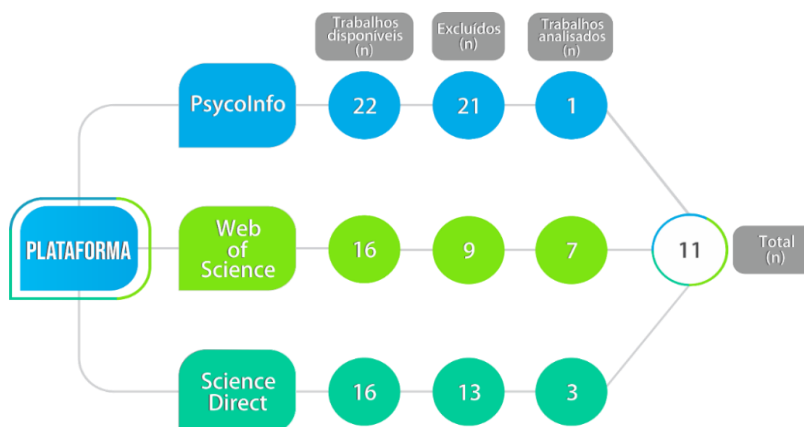 Trabalhos
disponíveis
(n)
Excluídos
(n)
Trabalhos
analisados
(n)
PsycoInfo
22
21
1
PLATAFORMA
Web
of
Science
16
9
7
11
Total
(n)
Science
Direct
16
13
3